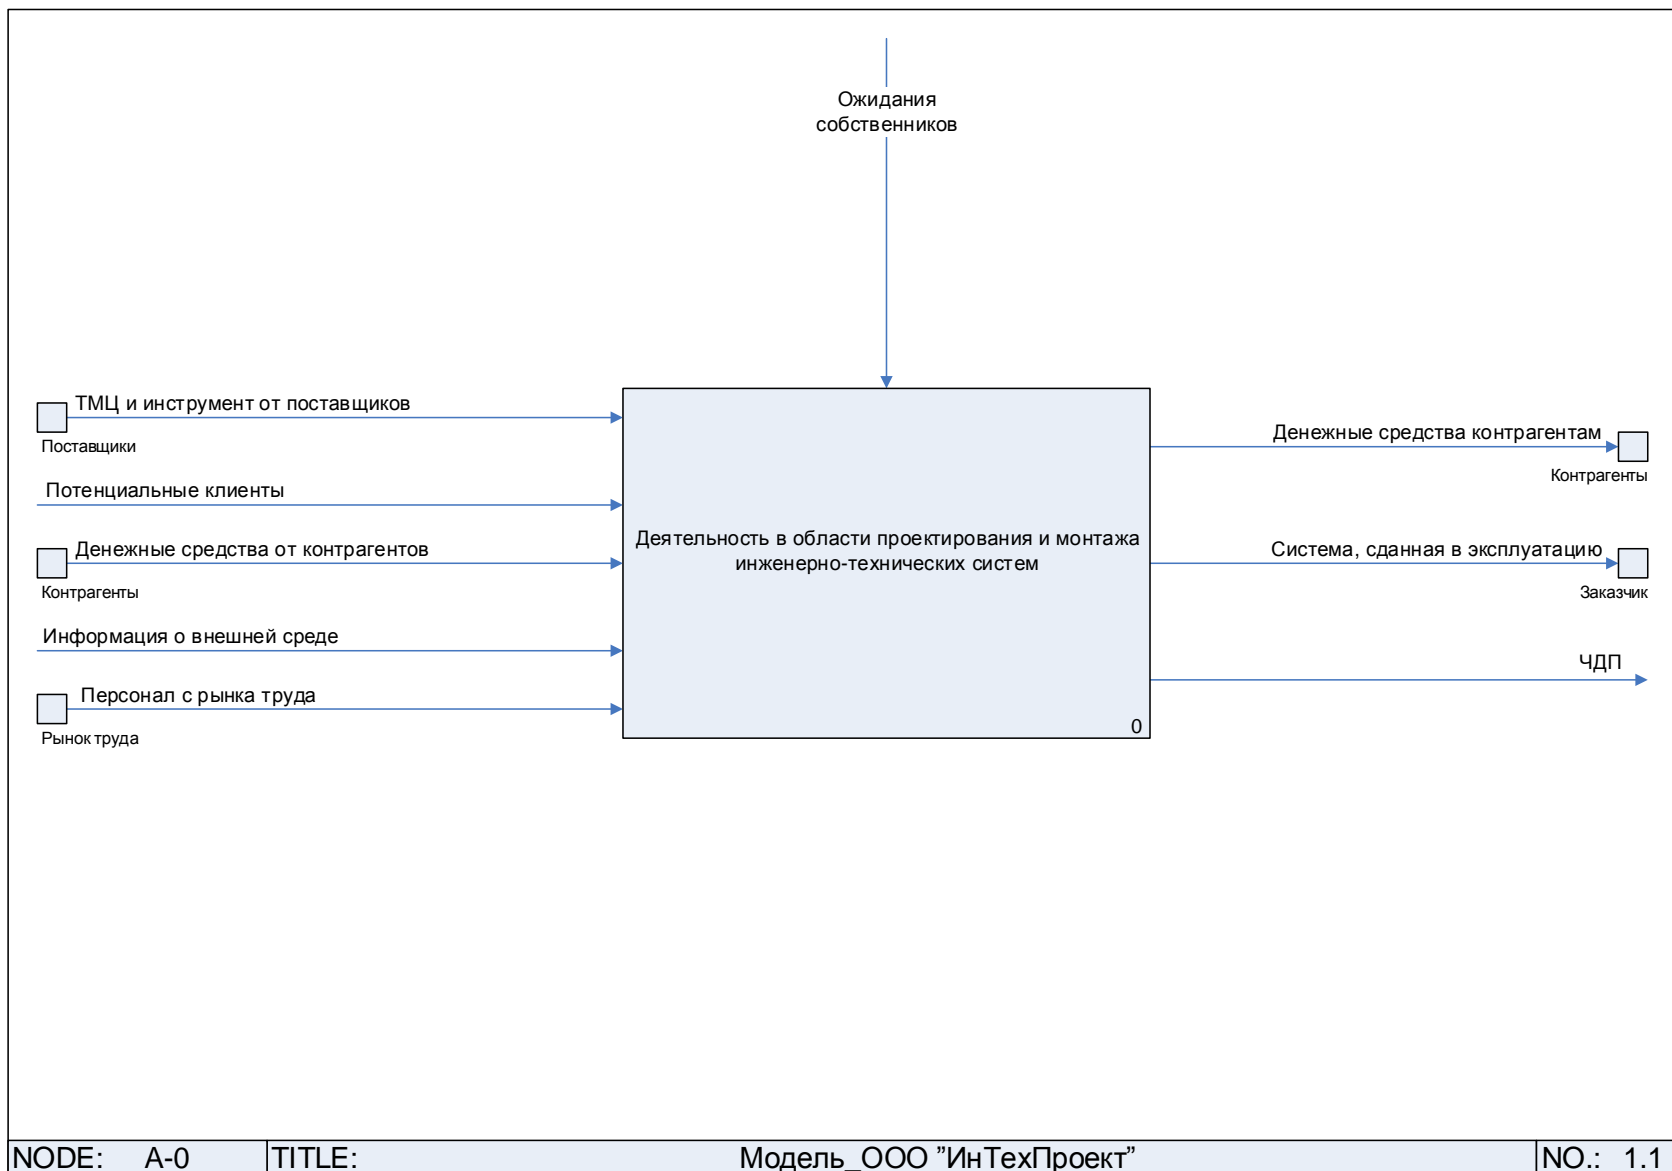 Ожидания
собственников
ТМЦ и инструмент от поставщиков
Поставщики
Потенциальные клиенты
Денежные средства от контрагентов
Контрагенты
Информация о внешней среде
Персонал с рынка труда
Рынок труда
Деятельность в области проектирования и монтажа
инженерно-технических систем
0
Денежные средства контрагентам
Контрагенты
Система, сданная в эксплуатацию
Заказчик
ЧДП
NODE: A-0 TITLE: Модель_ООО "ИнТехПроект" NO.: 1.1